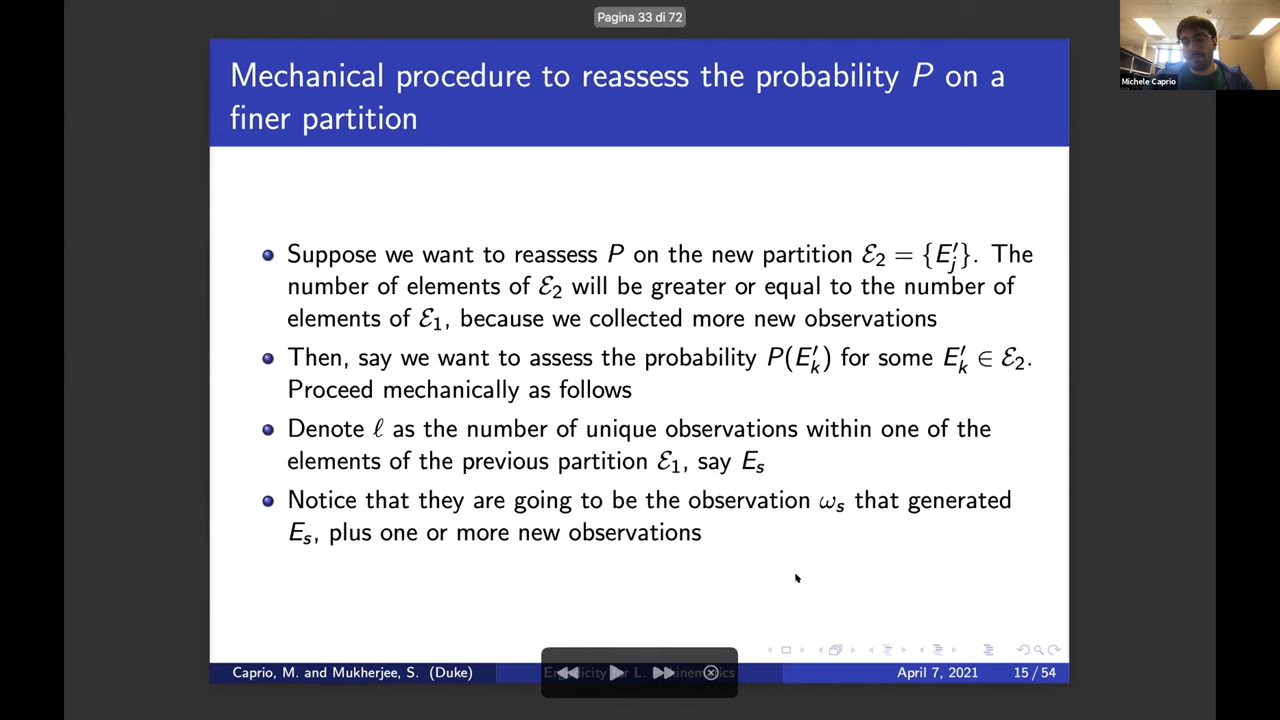 Pagina 33 di 72
Michele Caprio
Mechanical procedure to reassess the probability P on a
finer partition
Suppose we want to reassess P on the new partition ℰ₂ = {E′ⱼ}. The
number of elements of ℰ₂ will be greater or equal to the number of
elements of ℰ₁, because we collected more new observations
Then, say we want to assess the probability P(E′ₖ) for some E′ₖ ∈ ℰ₂.
Proceed mechanically as follows
Denote ℓ as the number of unique observations within one of the
elements of the previous partition ℰ₁, say Eₛ
Notice that they are going to be the observation ωₛ that generated
Eₛ, plus one or more new observations
Caprio, M. and Mukherjee, S. (Duke)
April 7, 2021
15 / 54